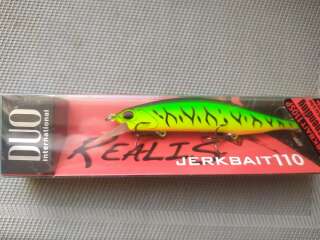 DUO
international
REALIS
JERKBAIT110